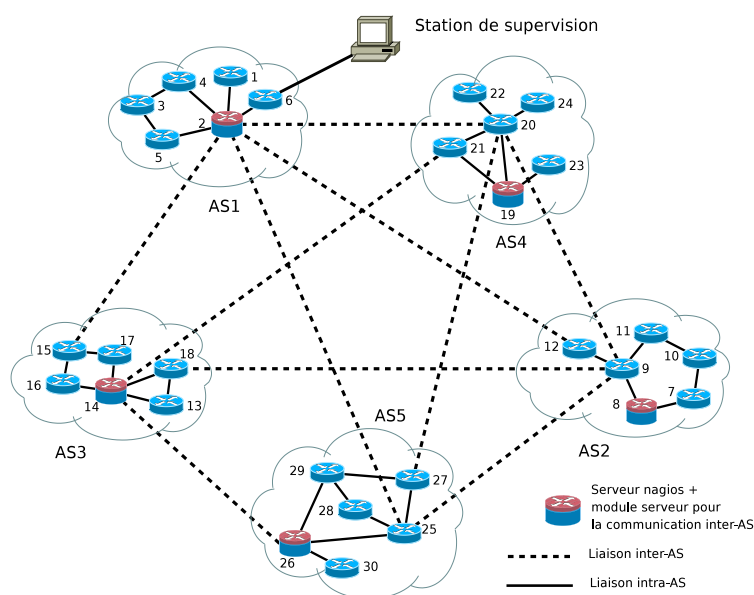 Station de supervision
4
1
22
3
6
24
2
20
5
21
23
19
AS1
AS4
17
11
15
18
12
10
16
9
14
13
7
8
AS5
AS3
AS2
29
27
28
25
26
30
Serveur nagios +
module serveur pour
la communication inter-AS
Liaison inter-AS
Liaison intra-AS